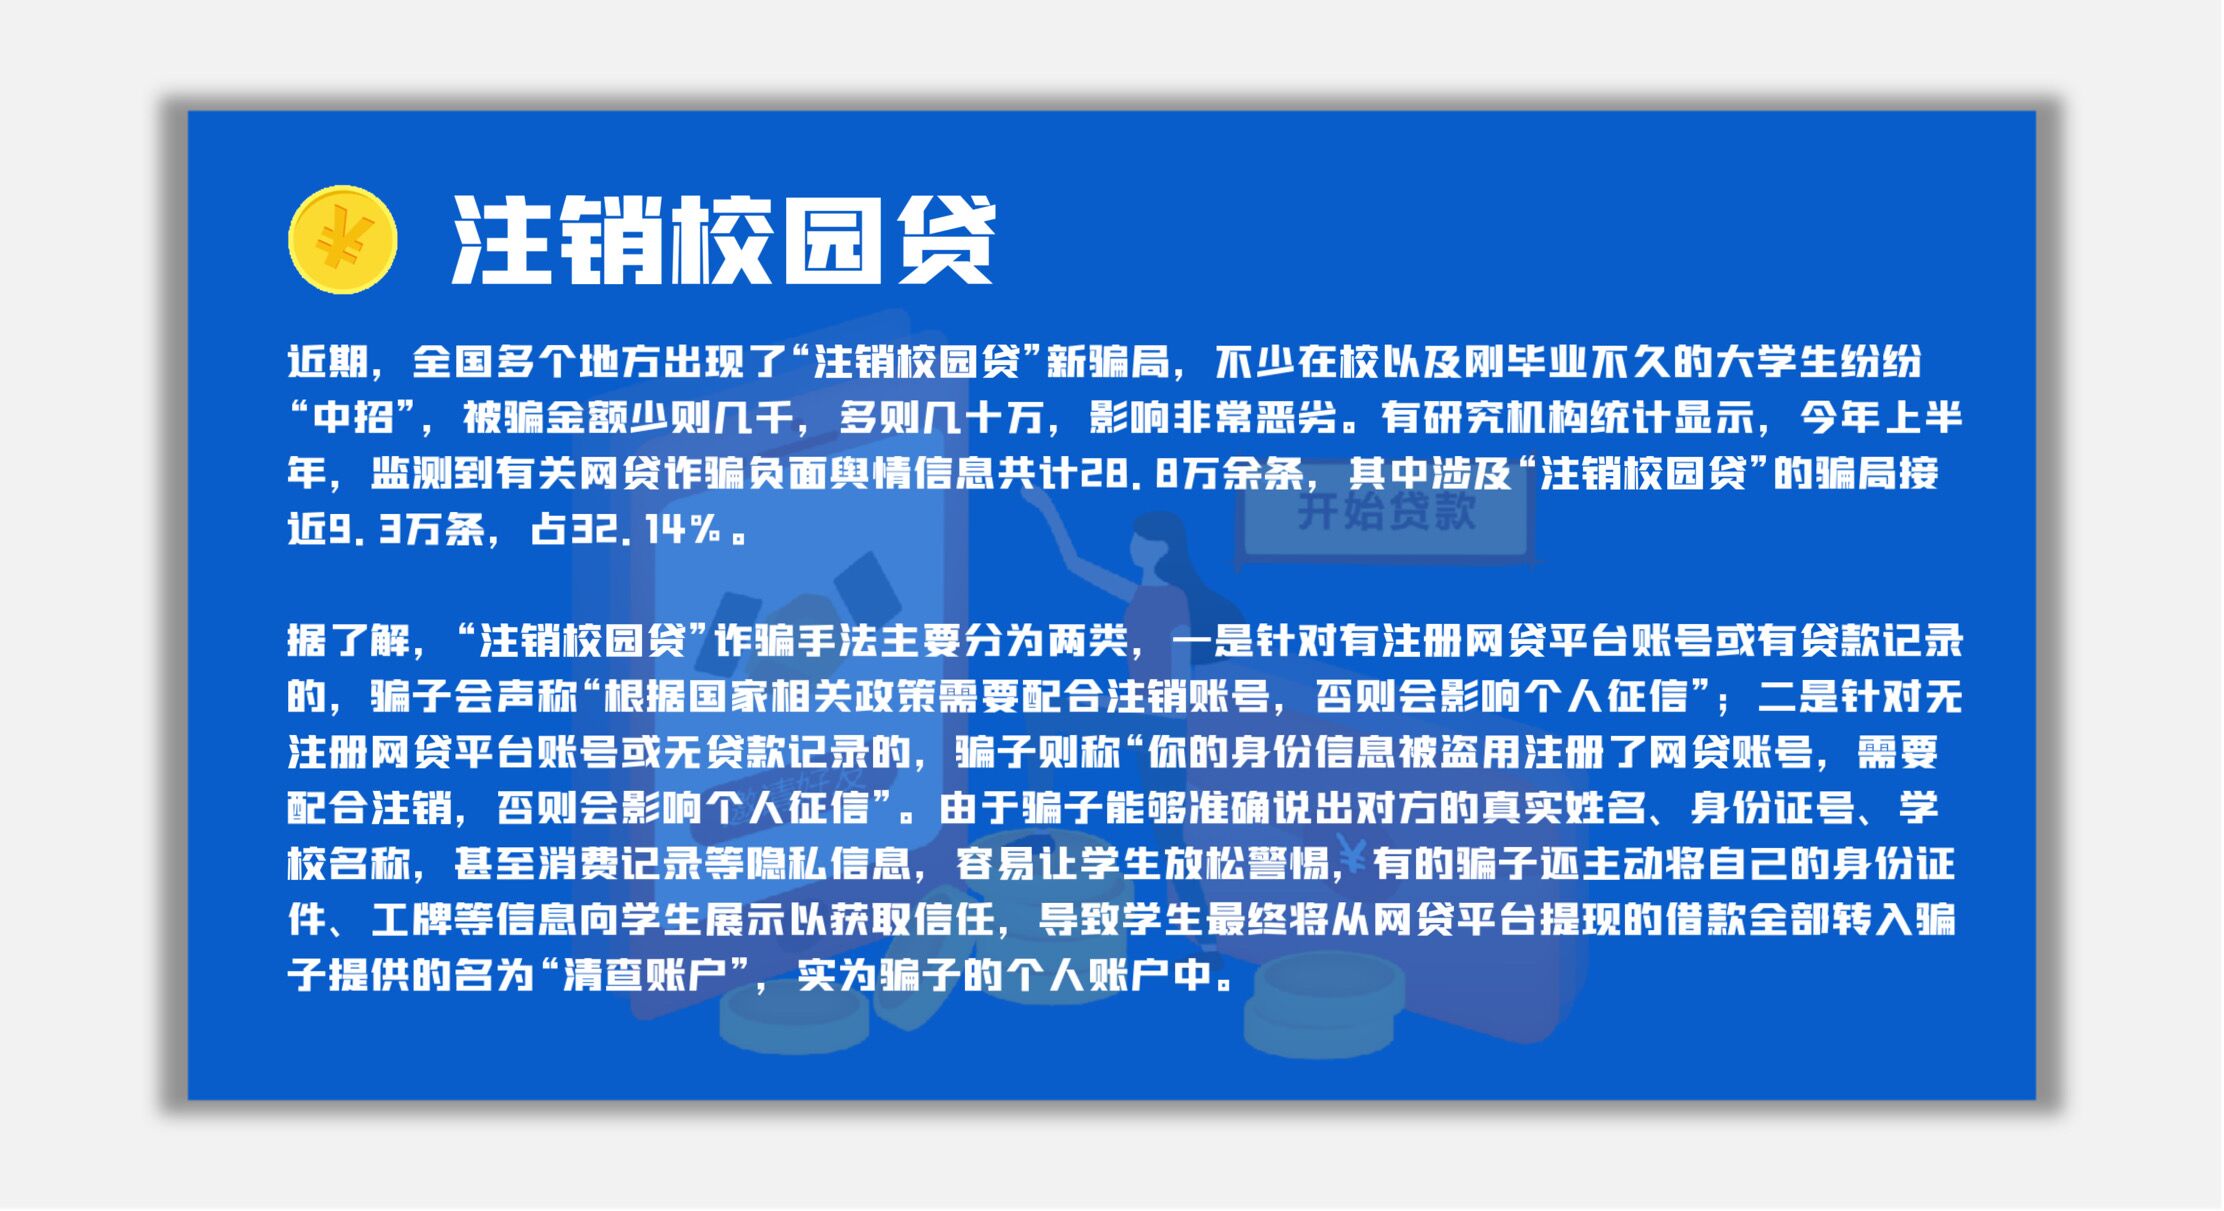 注销校园贷
近期，全国多个地方出现了“注销校园贷”新骗局，不少在校以及刚毕业不久的大学生纷纷
“中招”，被骗金额少则几千，多则几十万，影响非常恶劣。有研究机构统计显示，今年上半
年，监测到有关网贷诈骗负面舆情信息共计28.8万余条，其中涉及“注销校园贷”的骗局接
近9.3万条，占32.14%。
开始贷款
据了解，“注销校园贷”诈骗手法主要分为两类，一是针对有注册网贷平台账号或有贷款记录
的，骗子会声称“根据国家相关政策需要配合注销账号，否则会影响个人征信”；二是针对无
注册网贷平台账号或无贷款记录的，骗子则称“你的身份信息被盗用注册了网贷账号，需要
配合注销，否则会影响个人征信”。由于骗子能够准确说出对方的真实姓名、身份证号、学
校名称，甚至消费记录等隐私信息，容易让学生放松警惕，有的骗子还主动将自己的身份证
件、工牌等信息向学生展示以获取信任，导致学生最终将从网贷平台提现的借款全部转入骗
子提供的名为“清查账户”，实为骗子的个人账户中。
邀请好友